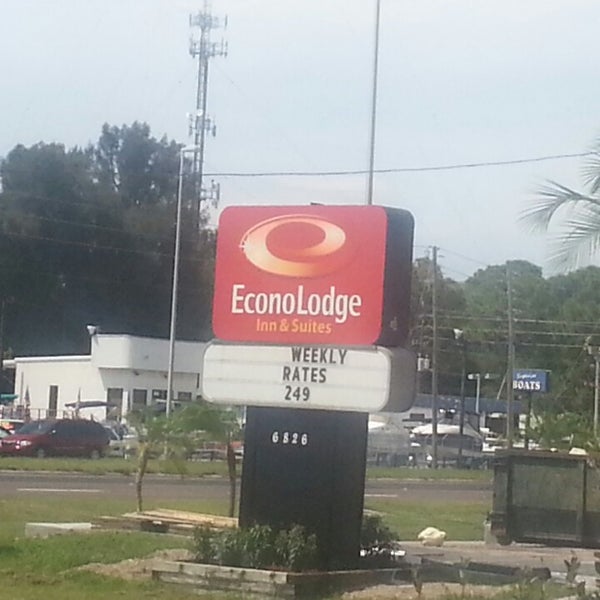 EconoLodge
Inn & Suites
WEEKLY
RATES
249
6826
BOATS